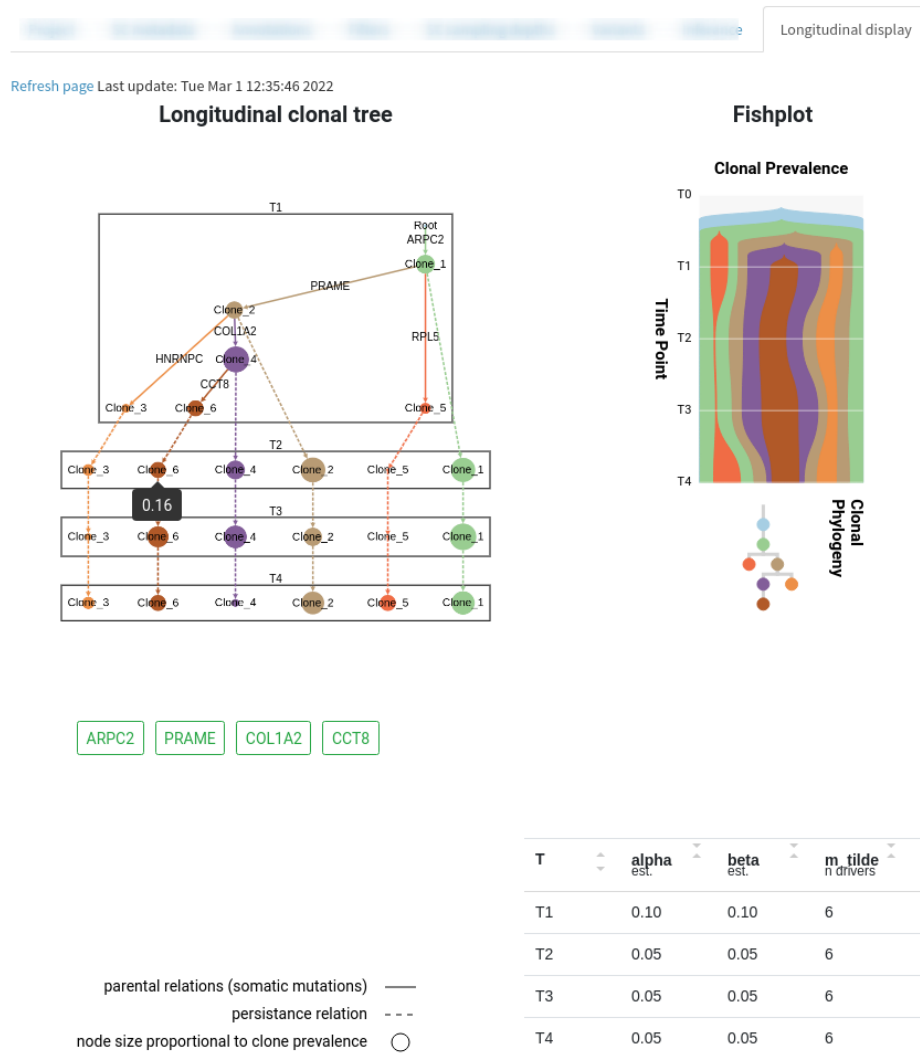 Longitudinal display
Refresh page Last update: Tue Mar 1 12:35:46 2022
Longitudinal clonal tree
Fishplot
Clonal Prevalence
T0
T1
T2
T3
T4
Time Point
Clonal
Phylogeny
T1
Root
ARPC2
Clone_1
PRAME
Clone_2
COL1A2
RPL5
HNRNPC
Clone_4
CCT8
Clone_3
Clone_6
Clone_5
T2
Clone_3
Clone_6
Clone_4
Clone_2
Clone_5
Clone_1
0.16
T3
Clone_3
Clone_6
Clone_4
Clone_2
Clone_5
Clone_1
T4
Clone_3
Clone_6
Clone_4
Clone_2
Clone_5
Clone_1
ARPC2 PRAME COL1A2 CCT8
T alpha beta m_tilde
est. est. n drivers
T1 0.10 0.10 6
T2 0.05 0.05 6
T3 0.05 0.05 6
T4 0.05 0.05 6
parental relations (somatic mutations)
persistance relation
node size proportional to clone prevalence